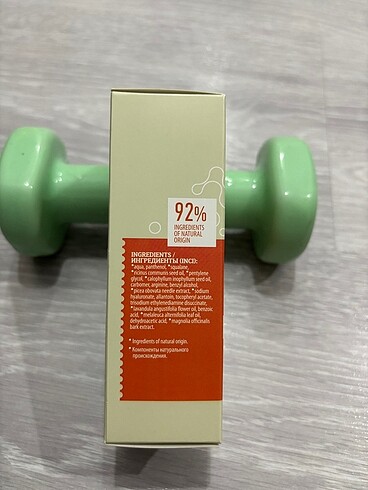 92%
INGREDIENTS
OF NATURAL
ORIGIN
INGREDIENTS /
ИНГРЕДИЕНТЫ (INCI):
*aqua, panthenol, *squalane,
*ricinus communis seed oil, *pentylene
glycol, *calophyllum inophyllum seed oil,
carbomer, arginine, benzyl alcohol,
*picea obovata needle extract, *sodium
hyaluronate, allantoin, tocopheryl acetate,
trisodium ethylenediamine disuccinate,
*lavandula angustifolia flower oil, benzoic
acid, *melaleuca alternifolia leaf oil,
dehydroacetic acid, *magnolia officinalis
bark extract.
* Ingredients of natural origin.
* Компоненты натурального
происхождения.